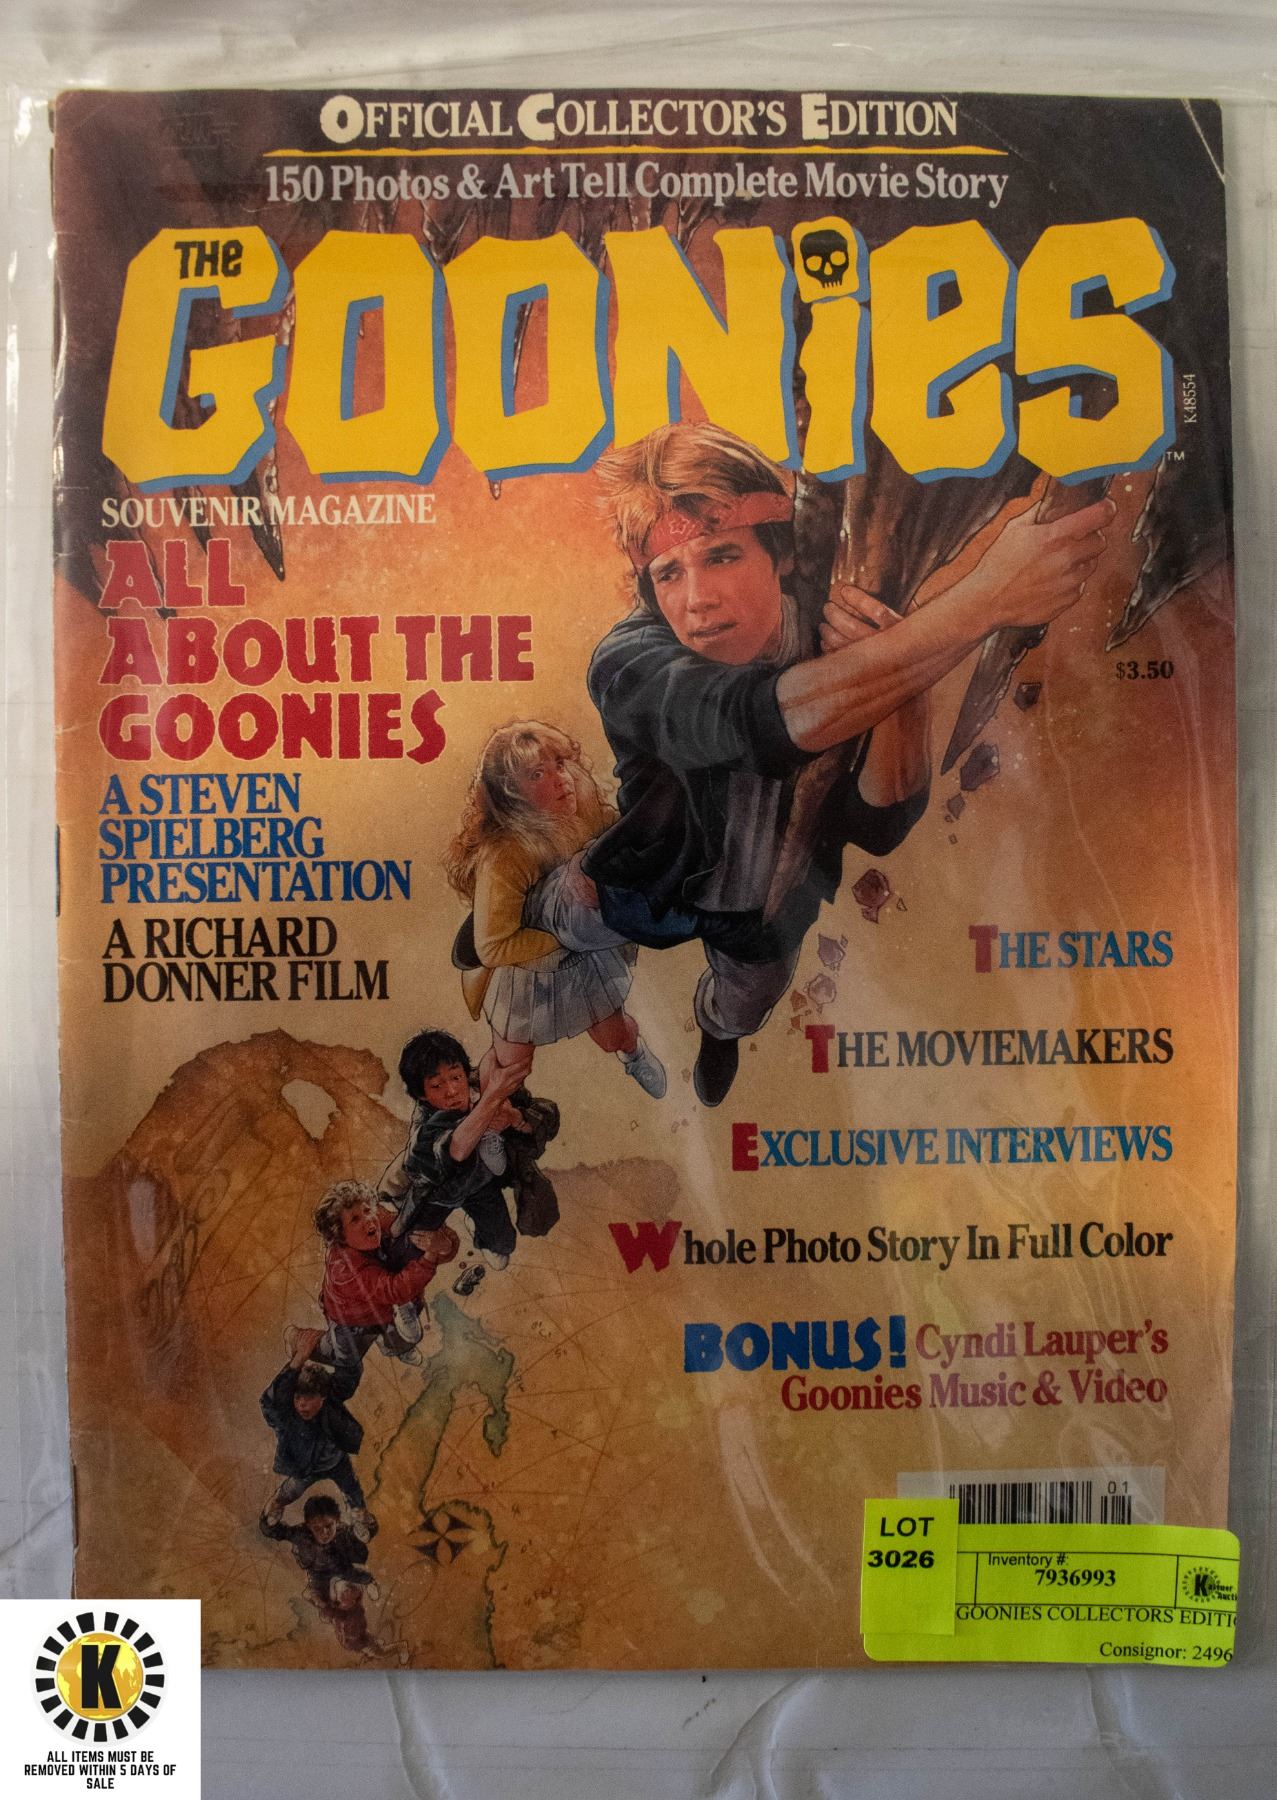 OFFICIAL COLLECTOR'S EDITION
150 Photos & Art Tell Complete Movie Story
THE
GOONIES
TM
K48554
SOUVENIR MAGAZINE
ALL
ABOUT THE
GOONIES
$3.50
A STEVEN
SPIELBERG
PRESENTATION
A RICHARD
DONNER FILM
THE STARS
THE MOVIEMAKERS
EXCLUSIVE INTERVIEWS
Whole Photo Story In Full Color
BONUS! Cyndi Lauper's
Goonies Music & Video
01
LOT
3026
Inventory #:
7936993
GOONIES COLLECTORS EDITI
Consignor: 2496
K
ALL ITEMS MUST BE
REMOVED WITHIN 5 DAYS OF
SALE